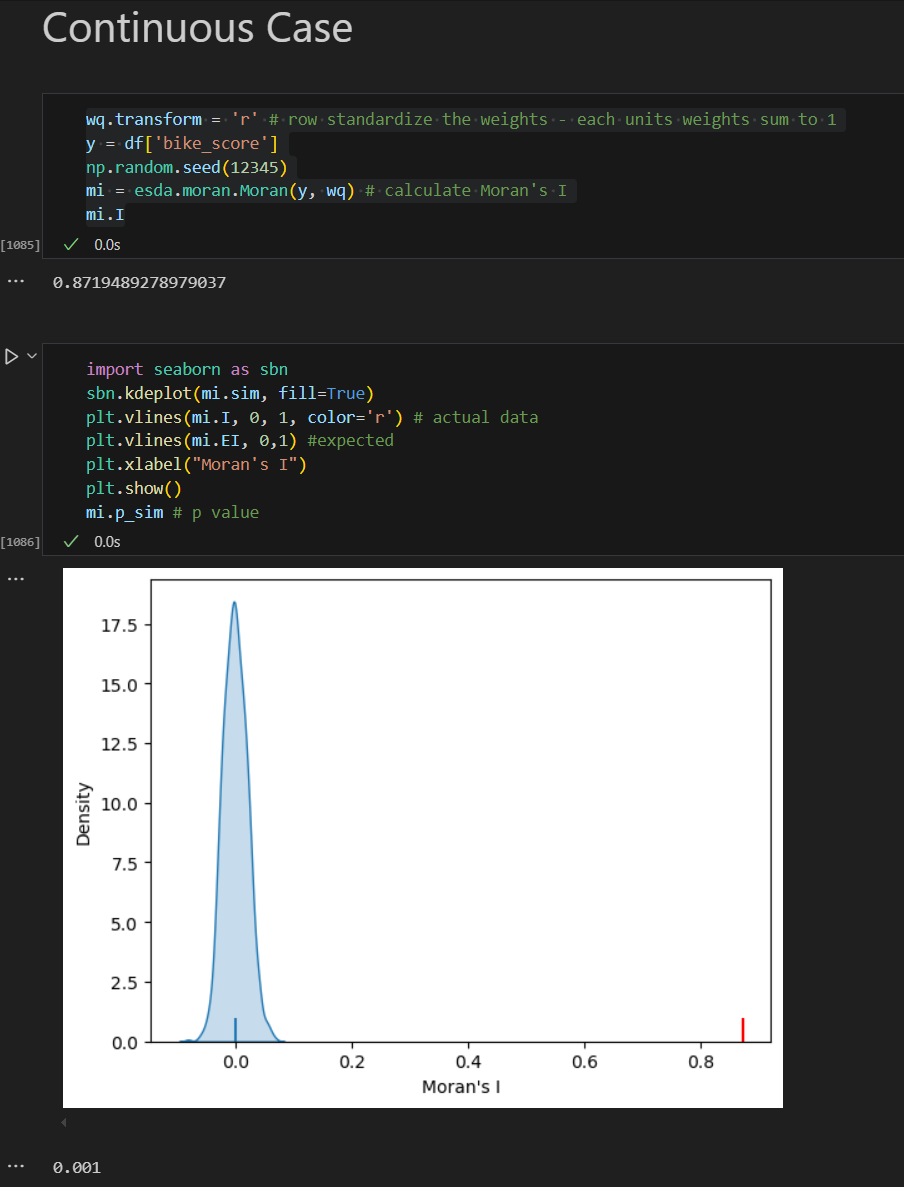 Continuous Case
wq.transform = 'r' # row standardize the weights - each units weights sum to 1
y = df['bike_score']
np.random.seed(12345)
mi = esda.moran.Moran(y, wq) # calculate Moran's I
mi.I
[1085]
0.0s
0.8719489278979037
import seaborn as sbn
sbn.kdeplot(mi.sim, fill=True)
plt.vlines(mi.I, 0, 1, color='r') # actual data
plt.vlines(mi.EI, 0,1) #expected
plt.xlabel("Moran's I")
plt.show()
mi.p_sim # p value
[1086]
0.0s
17.5
15.0
12.5
10.0
7.5
5.0
2.5
0.0
Density
0.0 0.2 0.4 0.6 0.8
Moran's I
0.001